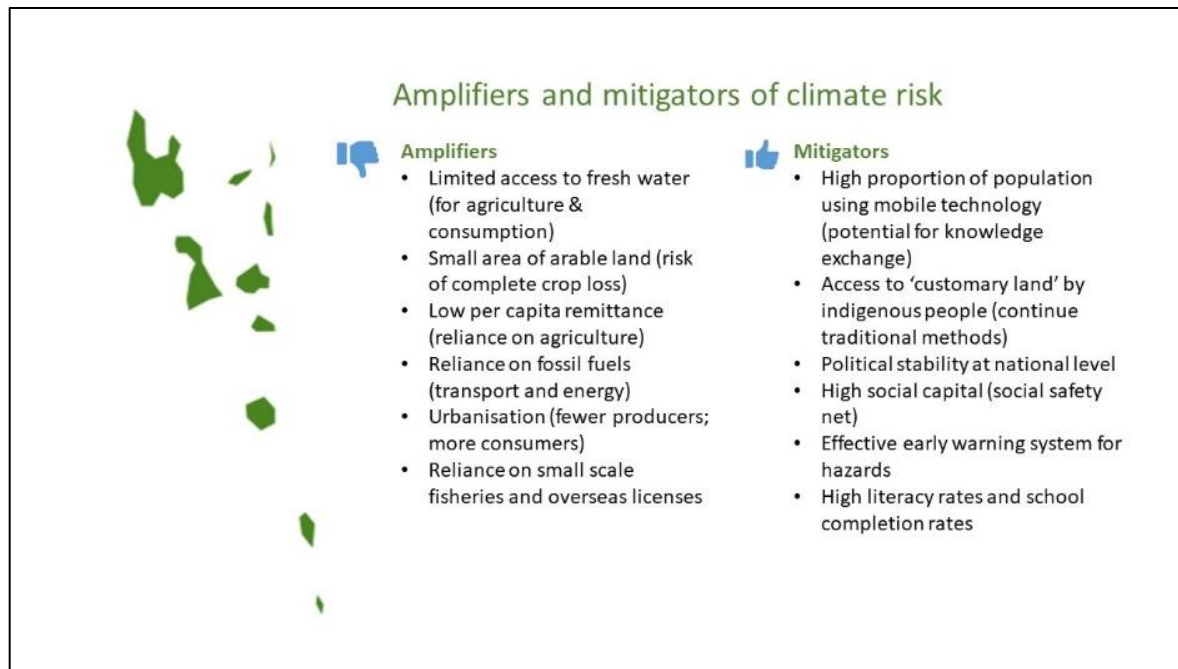 Amplifiers and mitigators of climate risk
Amplifiers
• Limited access to fresh water
(for agriculture &
consumption)
• Small area of arable land (risk
of complete crop loss)
• Low per capita remittance
(reliance on agriculture)
• Reliance on fossil fuels
(transport and energy)
• Urbanisation (fewer producers;
more consumers)
• Reliance on small scale
fisheries and overseas licenses
Mitigators
• High proportion of population
using mobile technology
(potential for knowledge
exchange)
• Access to ‘customary land’ by
indigenous people (continue
traditional methods)
• Political stability at national level
• High social capital (social safety
net)
• Effective early warning system for
hazards
• High literacy rates and school
completion rates